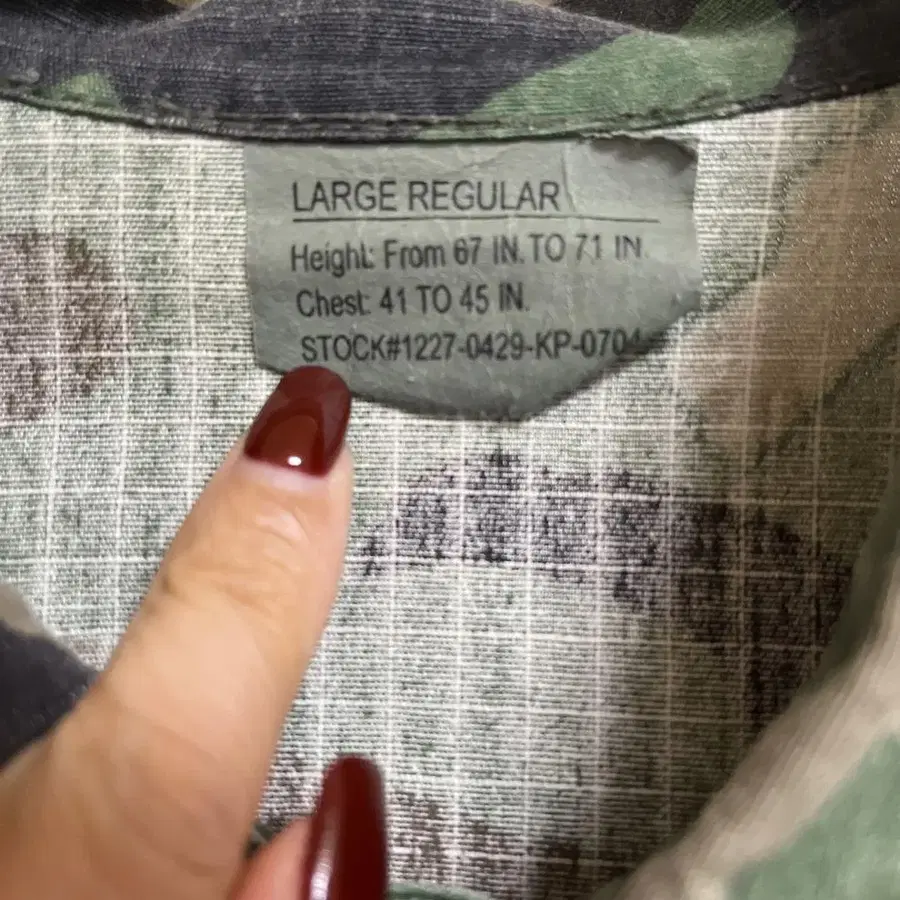 LARGE REGULAR
Height: From 67 IN. TO 71 IN.
Chest: 41 TO 45 IN.
STOCK#1227-0429-KP-0704